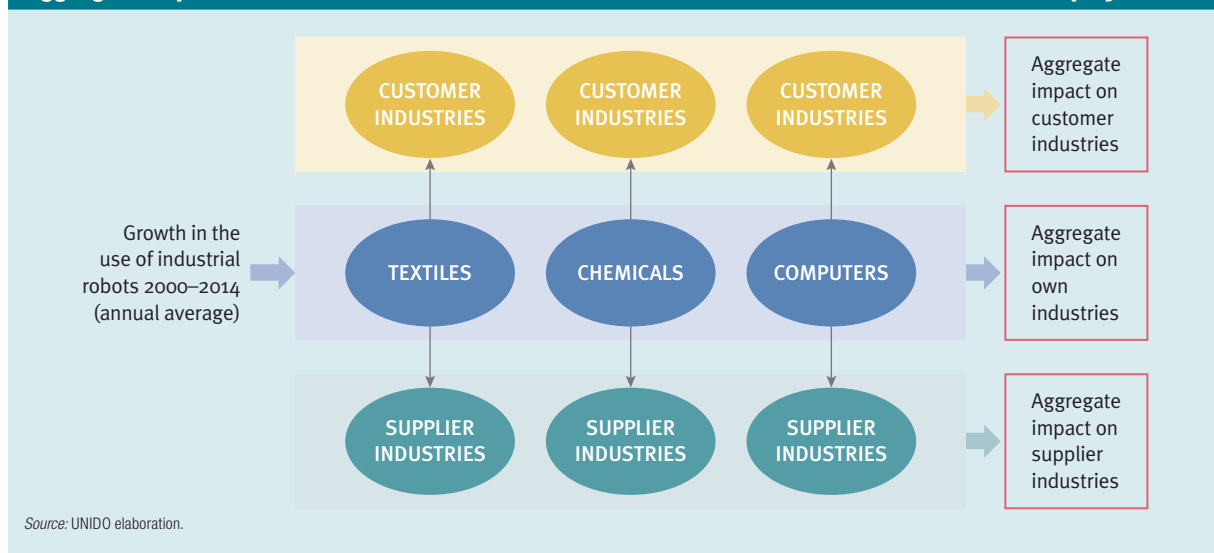 CUSTOMER
INDUSTRIES
CUSTOMER
INDUSTRIES
CUSTOMER
INDUSTRIES
Aggregate
impact on
customer
industries
Growth in the
use of industrial
robots 2000–2014
(annual average)
TEXTILES
CHEMICALS
COMPUTERS
Aggregate
impact on
own
industries
SUPPLIER
INDUSTRIES
SUPPLIER
INDUSTRIES
SUPPLIER
INDUSTRIES
Aggregate
impact on
supplier
industries
Source: UNIDO elaboration.